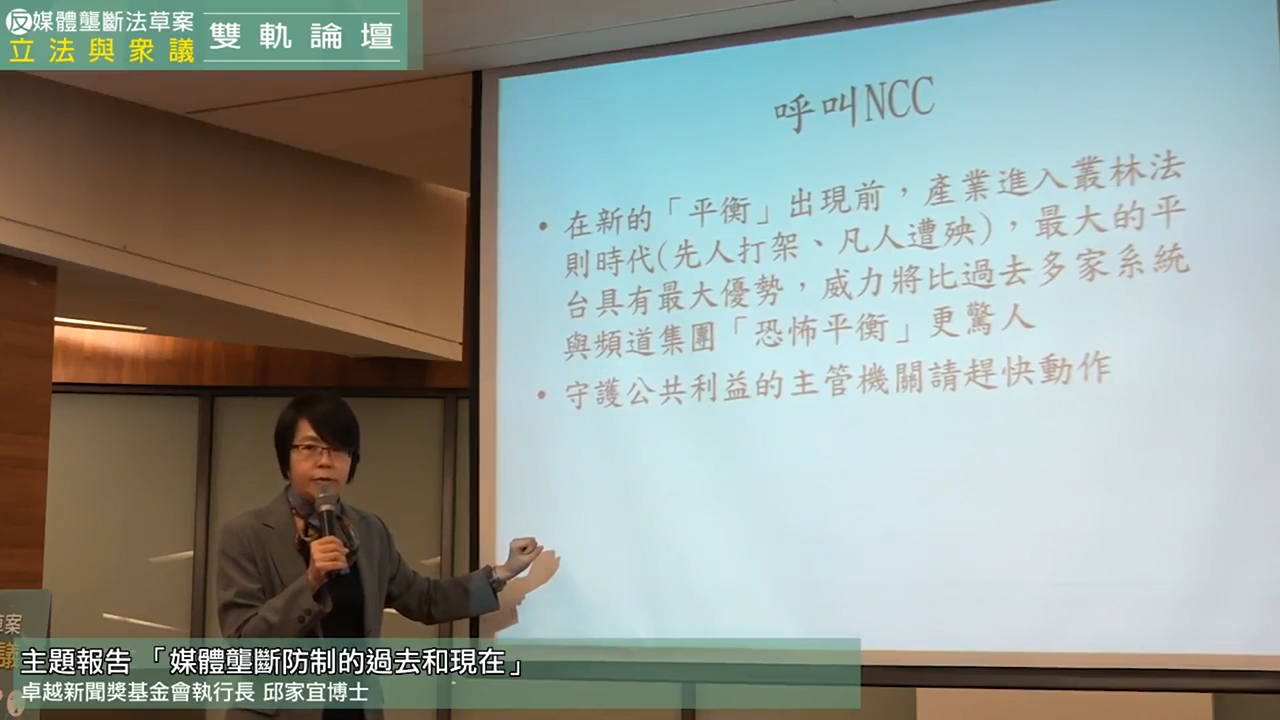 反媒體壟斷法草案
立法與眾議
雙軌論壇
呼叫NCC
• 在新的「平衡」出現前，產業進入叢林法
則時代(先人打架、凡人遭殃)，最大的平
台具有最大優勢，威力將比過去多家系統
與頻道集團「恐怖平衡」更驚人
• 守護公共利益的主管機關請趕快動作
草案
議
主題報告 「媒體壟斷防制的過去和現在」
卓越新聞獎基金會執行長 邱家宜博士